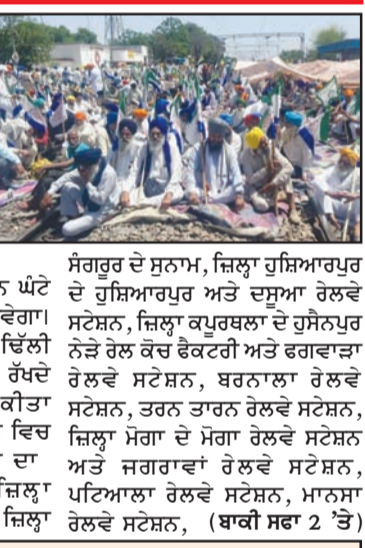 ਘੰਟੇ
ਵੇਗਾ।
ਢਿੱਲੀ
ਰੱਖਦੇ
ਕੀਤਾ
ਵਿਚ
ਦਾ
ਜ਼ਿਲ੍ਹਾ
ਜ਼ਿਲ੍ਹਾ
ਸੰਗਰੂਰ ਦੇ ਸੁਨਾਮ, ਜ਼ਿਲ੍ਹਾ ਹੁਸ਼ਿਆਰਪੁਰ
ਦੇ ਹੁਸ਼ਿਆਰਪੁਰ ਅਤੇ ਦਸੂਆ ਰੇਲਵੇ
ਸਟੇਸ਼ਨ, ਜ਼ਿਲ੍ਹਾ ਕਪੂਰਥਲਾ ਦੇ ਹੁਸੈਨਪੁਰ
ਨੇੜੇ ਰੇਲ ਕੋਚ ਫੈਕਟਰੀ ਅਤੇ ਫਗਵਾੜਾ
ਰੇਲਵੇ ਸਟੇਸ਼ਨ, ਬਰਨਾਲਾ ਰੇਲਵੇ
ਸਟੇਸ਼ਨ, ਤਰਨ ਤਾਰਨ ਰੇਲਵੇ ਸਟੇਸ਼ਨ,
ਜ਼ਿਲ੍ਹਾ ਮੋਗਾ ਦੇ ਮੋਗਾ ਰੇਲਵੇ ਸਟੇਸ਼ਨ
ਅਤੇ ਜਗਰਾਵਾਂ ਰੇਲਵੇ ਸਟੇਸ਼ਨ,
ਪਟਿਆਲਾ ਰੇਲਵੇ ਸਟੇਸ਼ਨ, ਮਾਨਸਾ
ਰੇਲਵੇ ਸਟੇਸ਼ਨ, (ਬਾਕੀ ਸਫਾ 2 'ਤੇ)